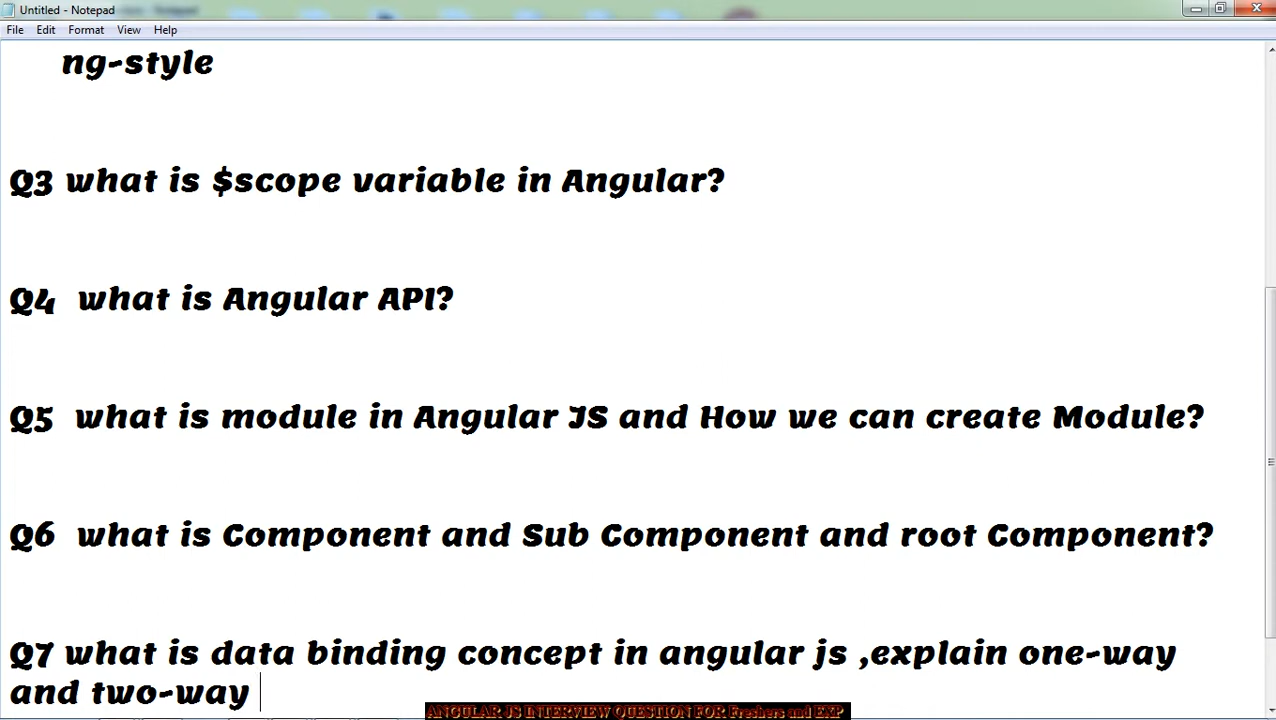 Untitled - Notepad
File Edit Format View Help
ng-style
Q3 what is $scope variable in Angular?
Q4 what is Angular API?
Q5 what is module in Angular JS and How we can create Module?
Q6 what is Component and Sub Component and root Component?
Q7 what is data binding concept in angular js ,explain one-way
and two-way
ANGULAR JS INTERVIEW QUESTION FOR Freshers and EXP